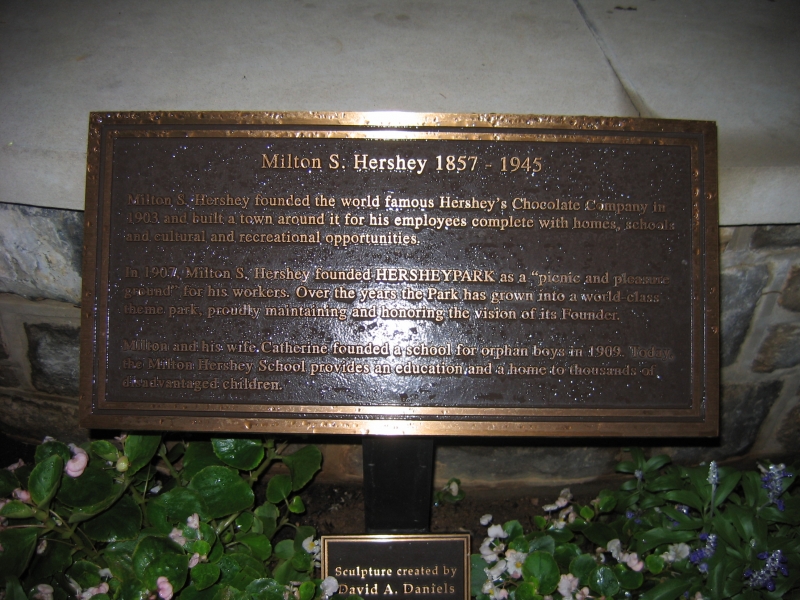 Milton S. Hershey 1857 - 1945
Milton S. Hershey founded the world famous Hershey's Chocolate Company in
1903 and built a town around it for his employees complete with homes, schools
and cultural and recreational opportunities.
In 1907, Milton S. Hershey founded HERSHEYPARK as a "picnic and pleasure
ground" for his workers. Over the years the Park has grown into a world-class
theme park, proudly maintaining and honoring the vision of its Founder.
Milton and his wife Catherine founded a school for orphan boys in 1909. Today,
the Milton Hershey School provides an education and a home to thousands of
disadvantaged children.
Sculpture created by
David A. Daniels